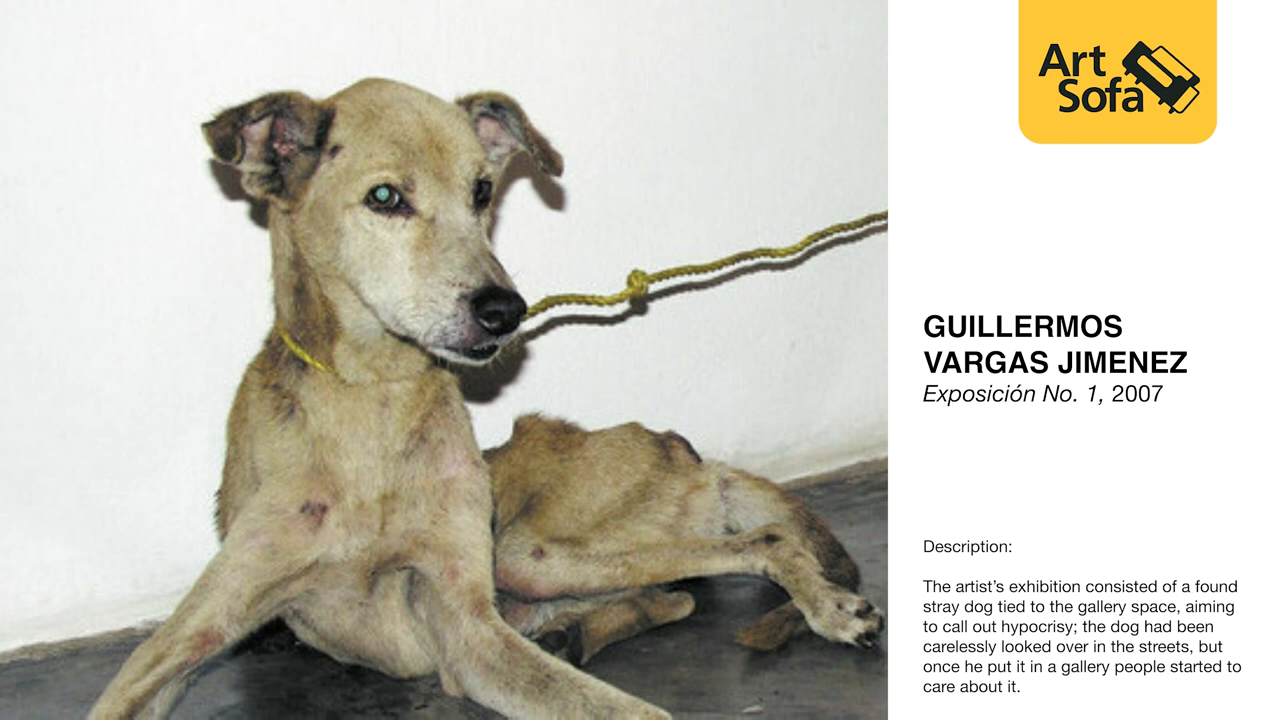 Art
Sofa
GUILLERMOS
VARGAS JIMENEZ
Exposición No. 1, 2007
Description:
The artist’s exhibition consisted of a found
stray dog tied to the gallery space, aiming
to call out hypocrisy; the dog had been
carelessly looked over in the streets, but
once he put it in a gallery people started to
care about it.